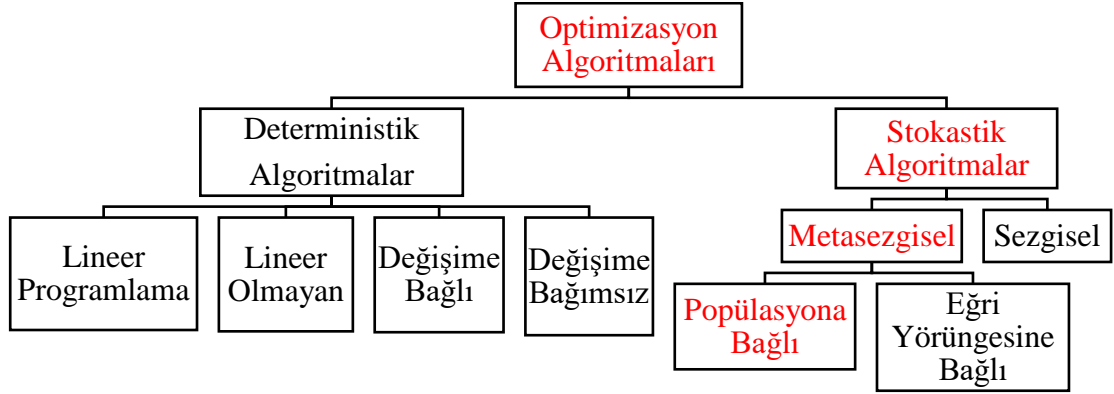 Optimizasyon
Algoritmaları
Deterministik
Algoritmalar
Stokastik
Algoritmalar
Lineer
Programlama
Lineer
Olmayan
Değişime
Bağlı
Değişime
Bağımsız
Metasezgisel
Sezgisel
Popülasyona
Bağlı
Eğri
Yörüngesine
Bağlı